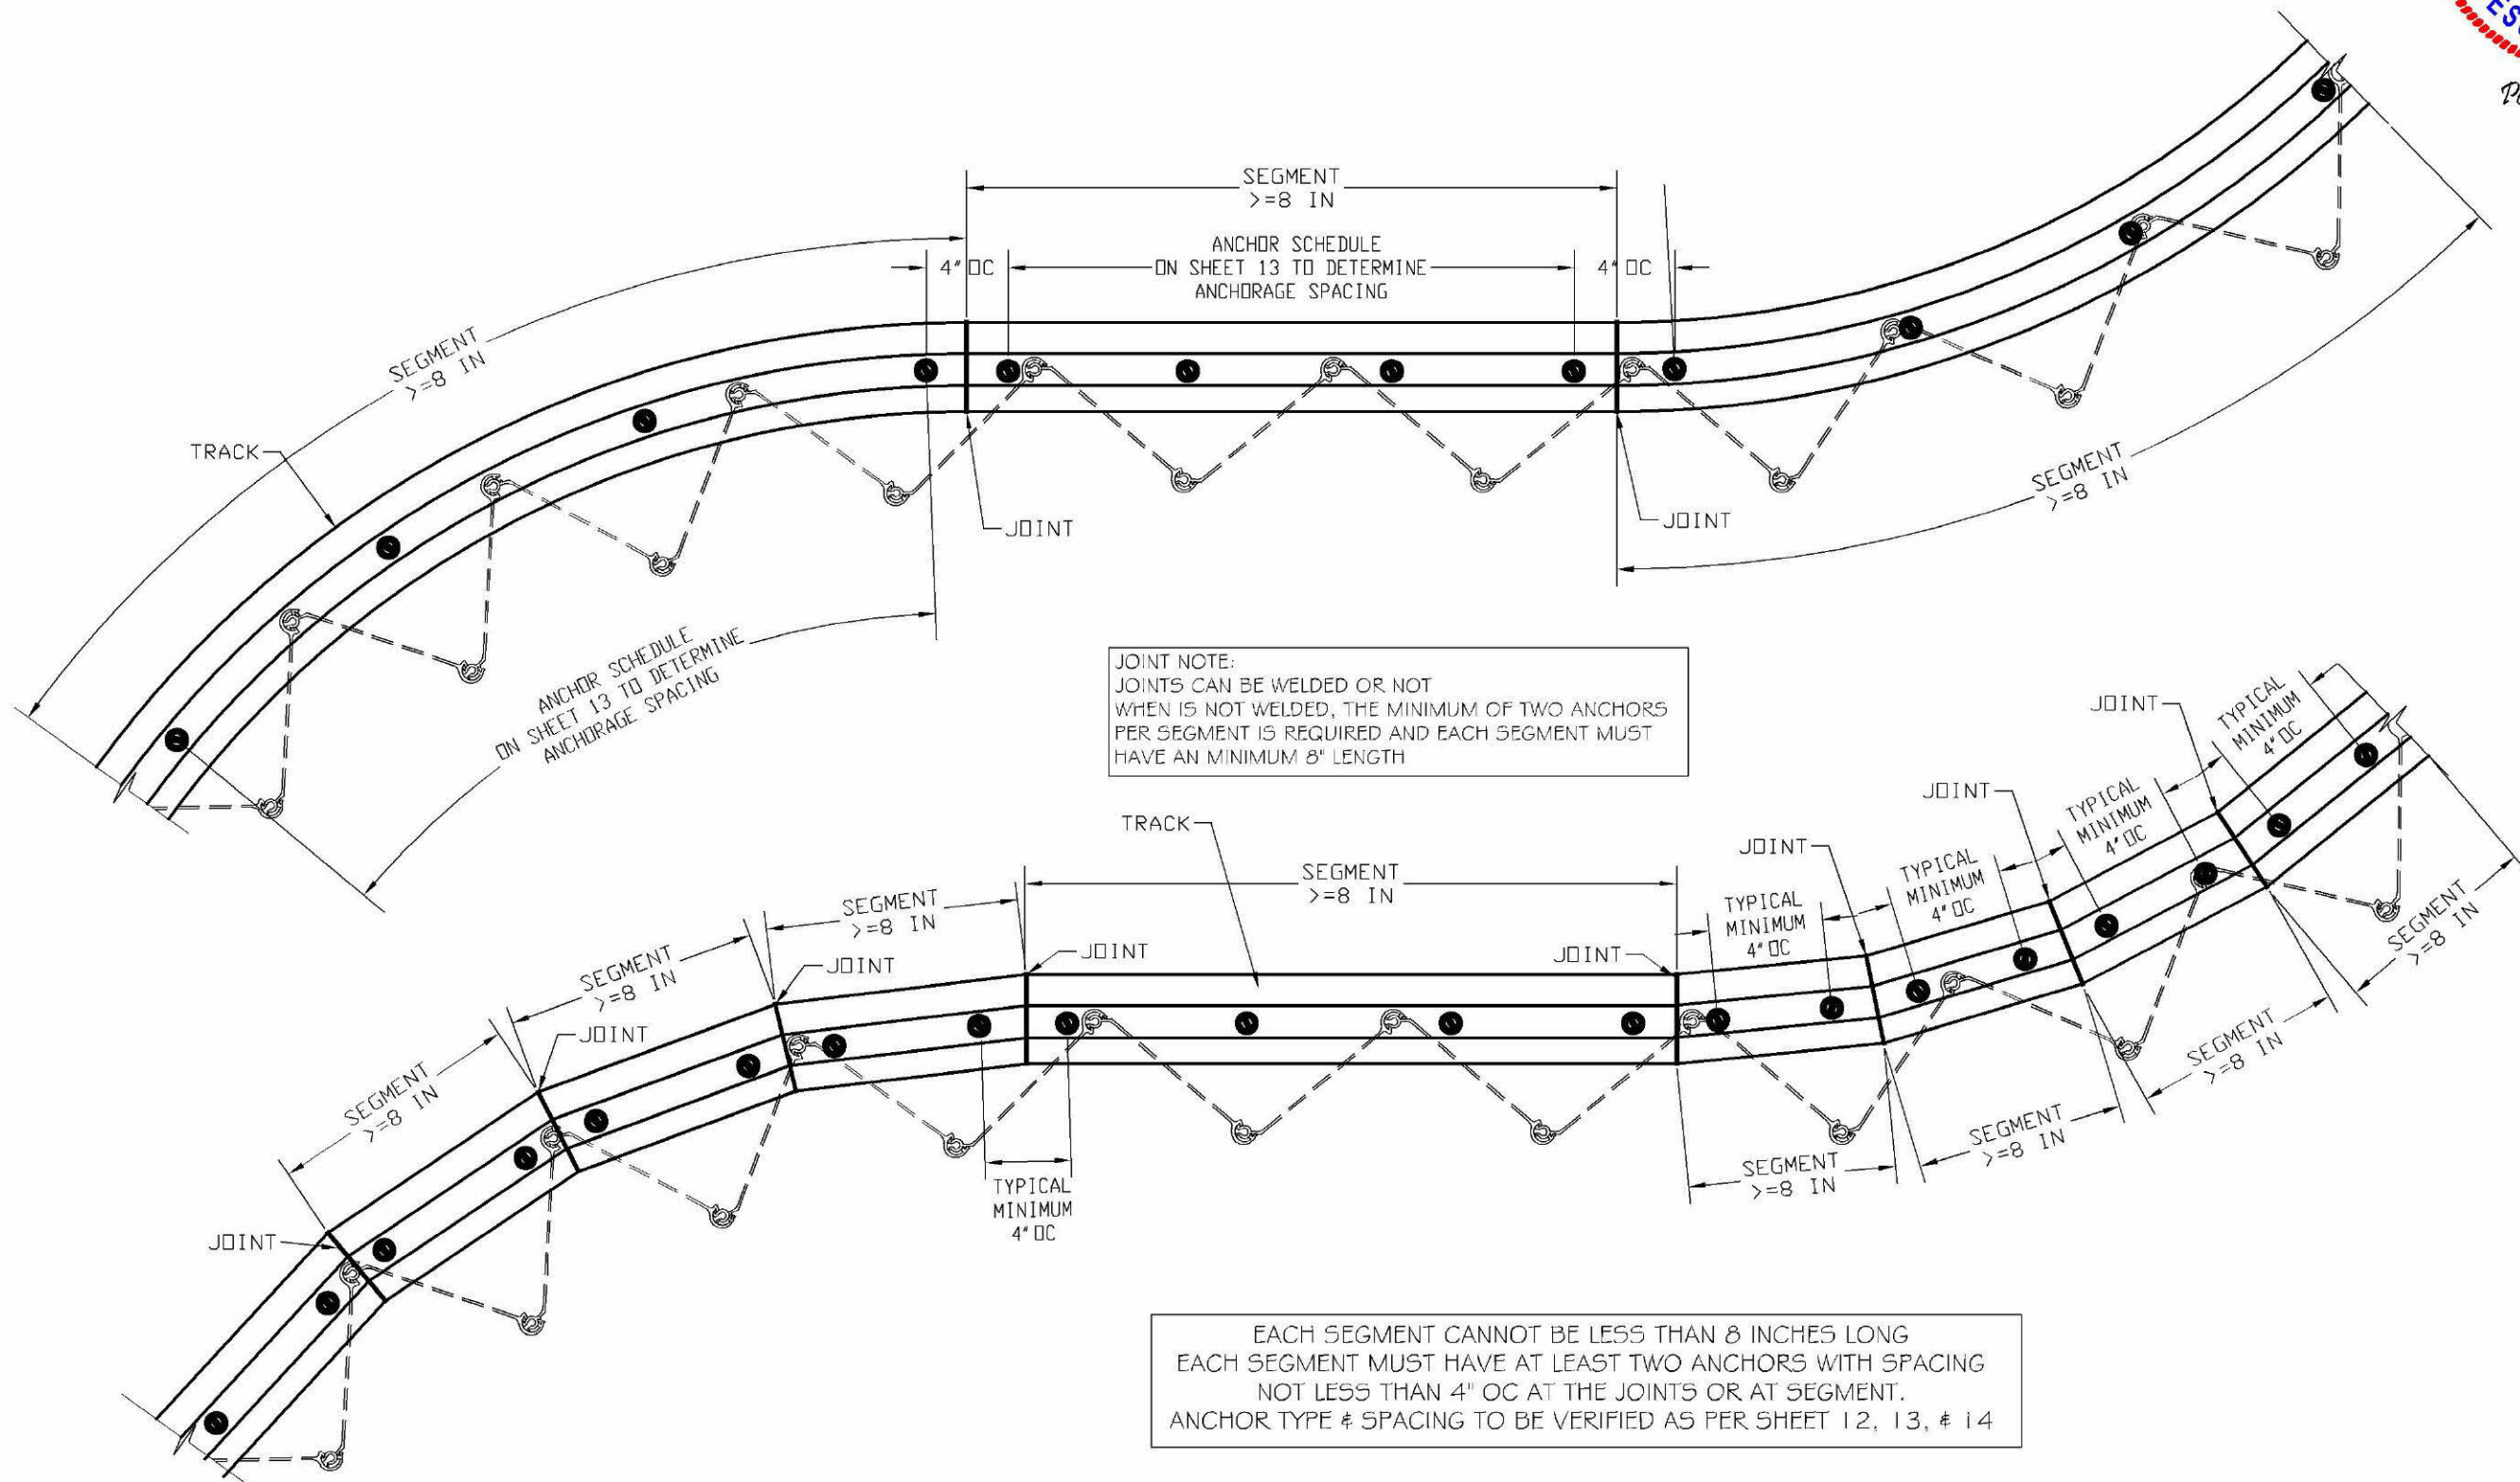 ES
SEGMENT
>=8 IN
ANCHOR SCHEDULE
4" OC
ON SHEET 13 TO DETERMINE
4" OC
ANCHORAGE SPACING
SEGMENT
>=8 IN
TRACK
SEGMENT
>=8 IN
JOINT
JOINT
ANCHOR SCHEDULE
ON SHEET 13 TO DETERMINE
ANCHORAGE SPACING
JOINT NOTE:
JOINTS CAN BE WELDED OR NOT
WHEN IS NOT WELDED, THE MINIMUM OF TWO ANCHORS
PER SEGMENT IS REQUIRED AND EACH SEGMENT MUST
HAVE AN MINIMUM 8" LENGTH
JOINT
TYPICAL
MINIMUM
4" OC
JOINT
TYPICAL
MINIMUM
4" OC
TRACK
JOINT
TYPICAL
MINIMUM
4" OC
SEGMENT
>=8 IN
TYPICAL
MINIMUM
4" OC
SEGMENT
>=8 IN
SEGMENT
>=8 IN
JOINT
JOINT
JOINT
SEGMENT
>=8 IN
JOINT
SEGMENT
>=8 IN
SEGMENT
>=8 IN
SEGMENT
>=8 IN
SEGMENT
>=8 IN
TYPICAL
MINIMUM
4" OC
JOINT
EACH SEGMENT CANNOT BE LESS THAN 8 INCHES LONG
EACH SEGMENT MUST HAVE AT LEAST TWO ANCHORS WITH SPACING
NOT LESS THAN 4" OC AT THE JOINTS OR AT SEGMENT.
ANCHOR TYPE & SPACING TO BE VERIFIED AS PER SHEET 12, 13, & 14